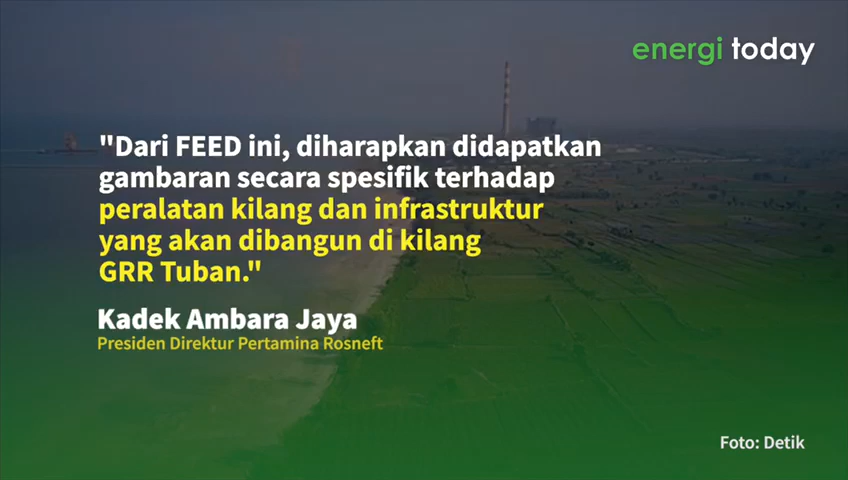 energi today
"Dari FEED ini, diharapkan didapatkan
gambaran secara spesifik terhadap
peralatan kilang dan infrastruktur
yang akan dibangun di kilang
GRR Tuban."
Kadek Ambara Jaya
Presiden Direktur Pertamina Rosneft
Foto: Detik